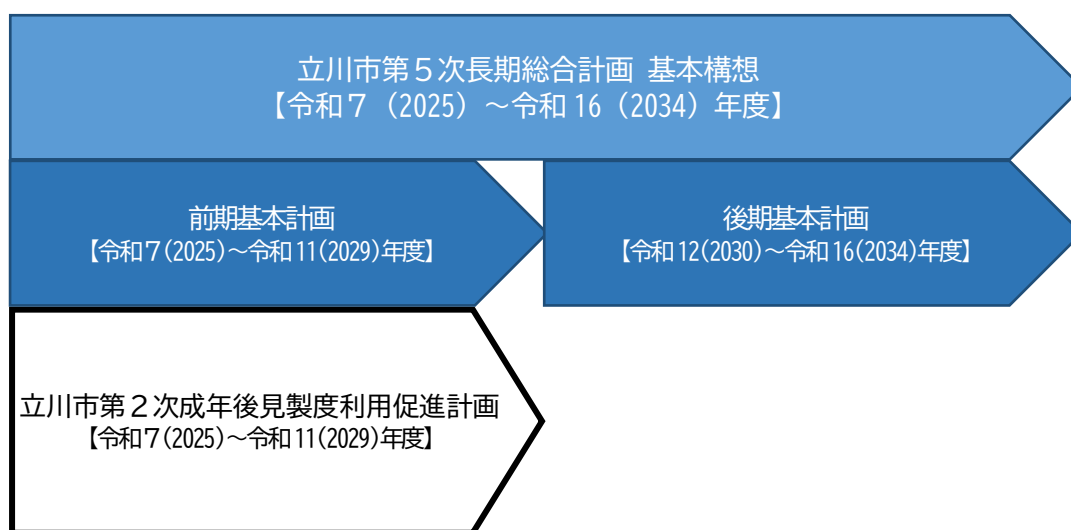 立川市第５次長期総合計画 基本構想
【令和７（2025）～令和16（2034）年度】
前期基本計画
【令和７(2025)～令和11(2029)年度】
後期基本計画
【令和12(2030)～令和16(2034)年度】
立川市第２次成年後見製度利用促進計画
【令和７(2025)～令和11(2029)年度】